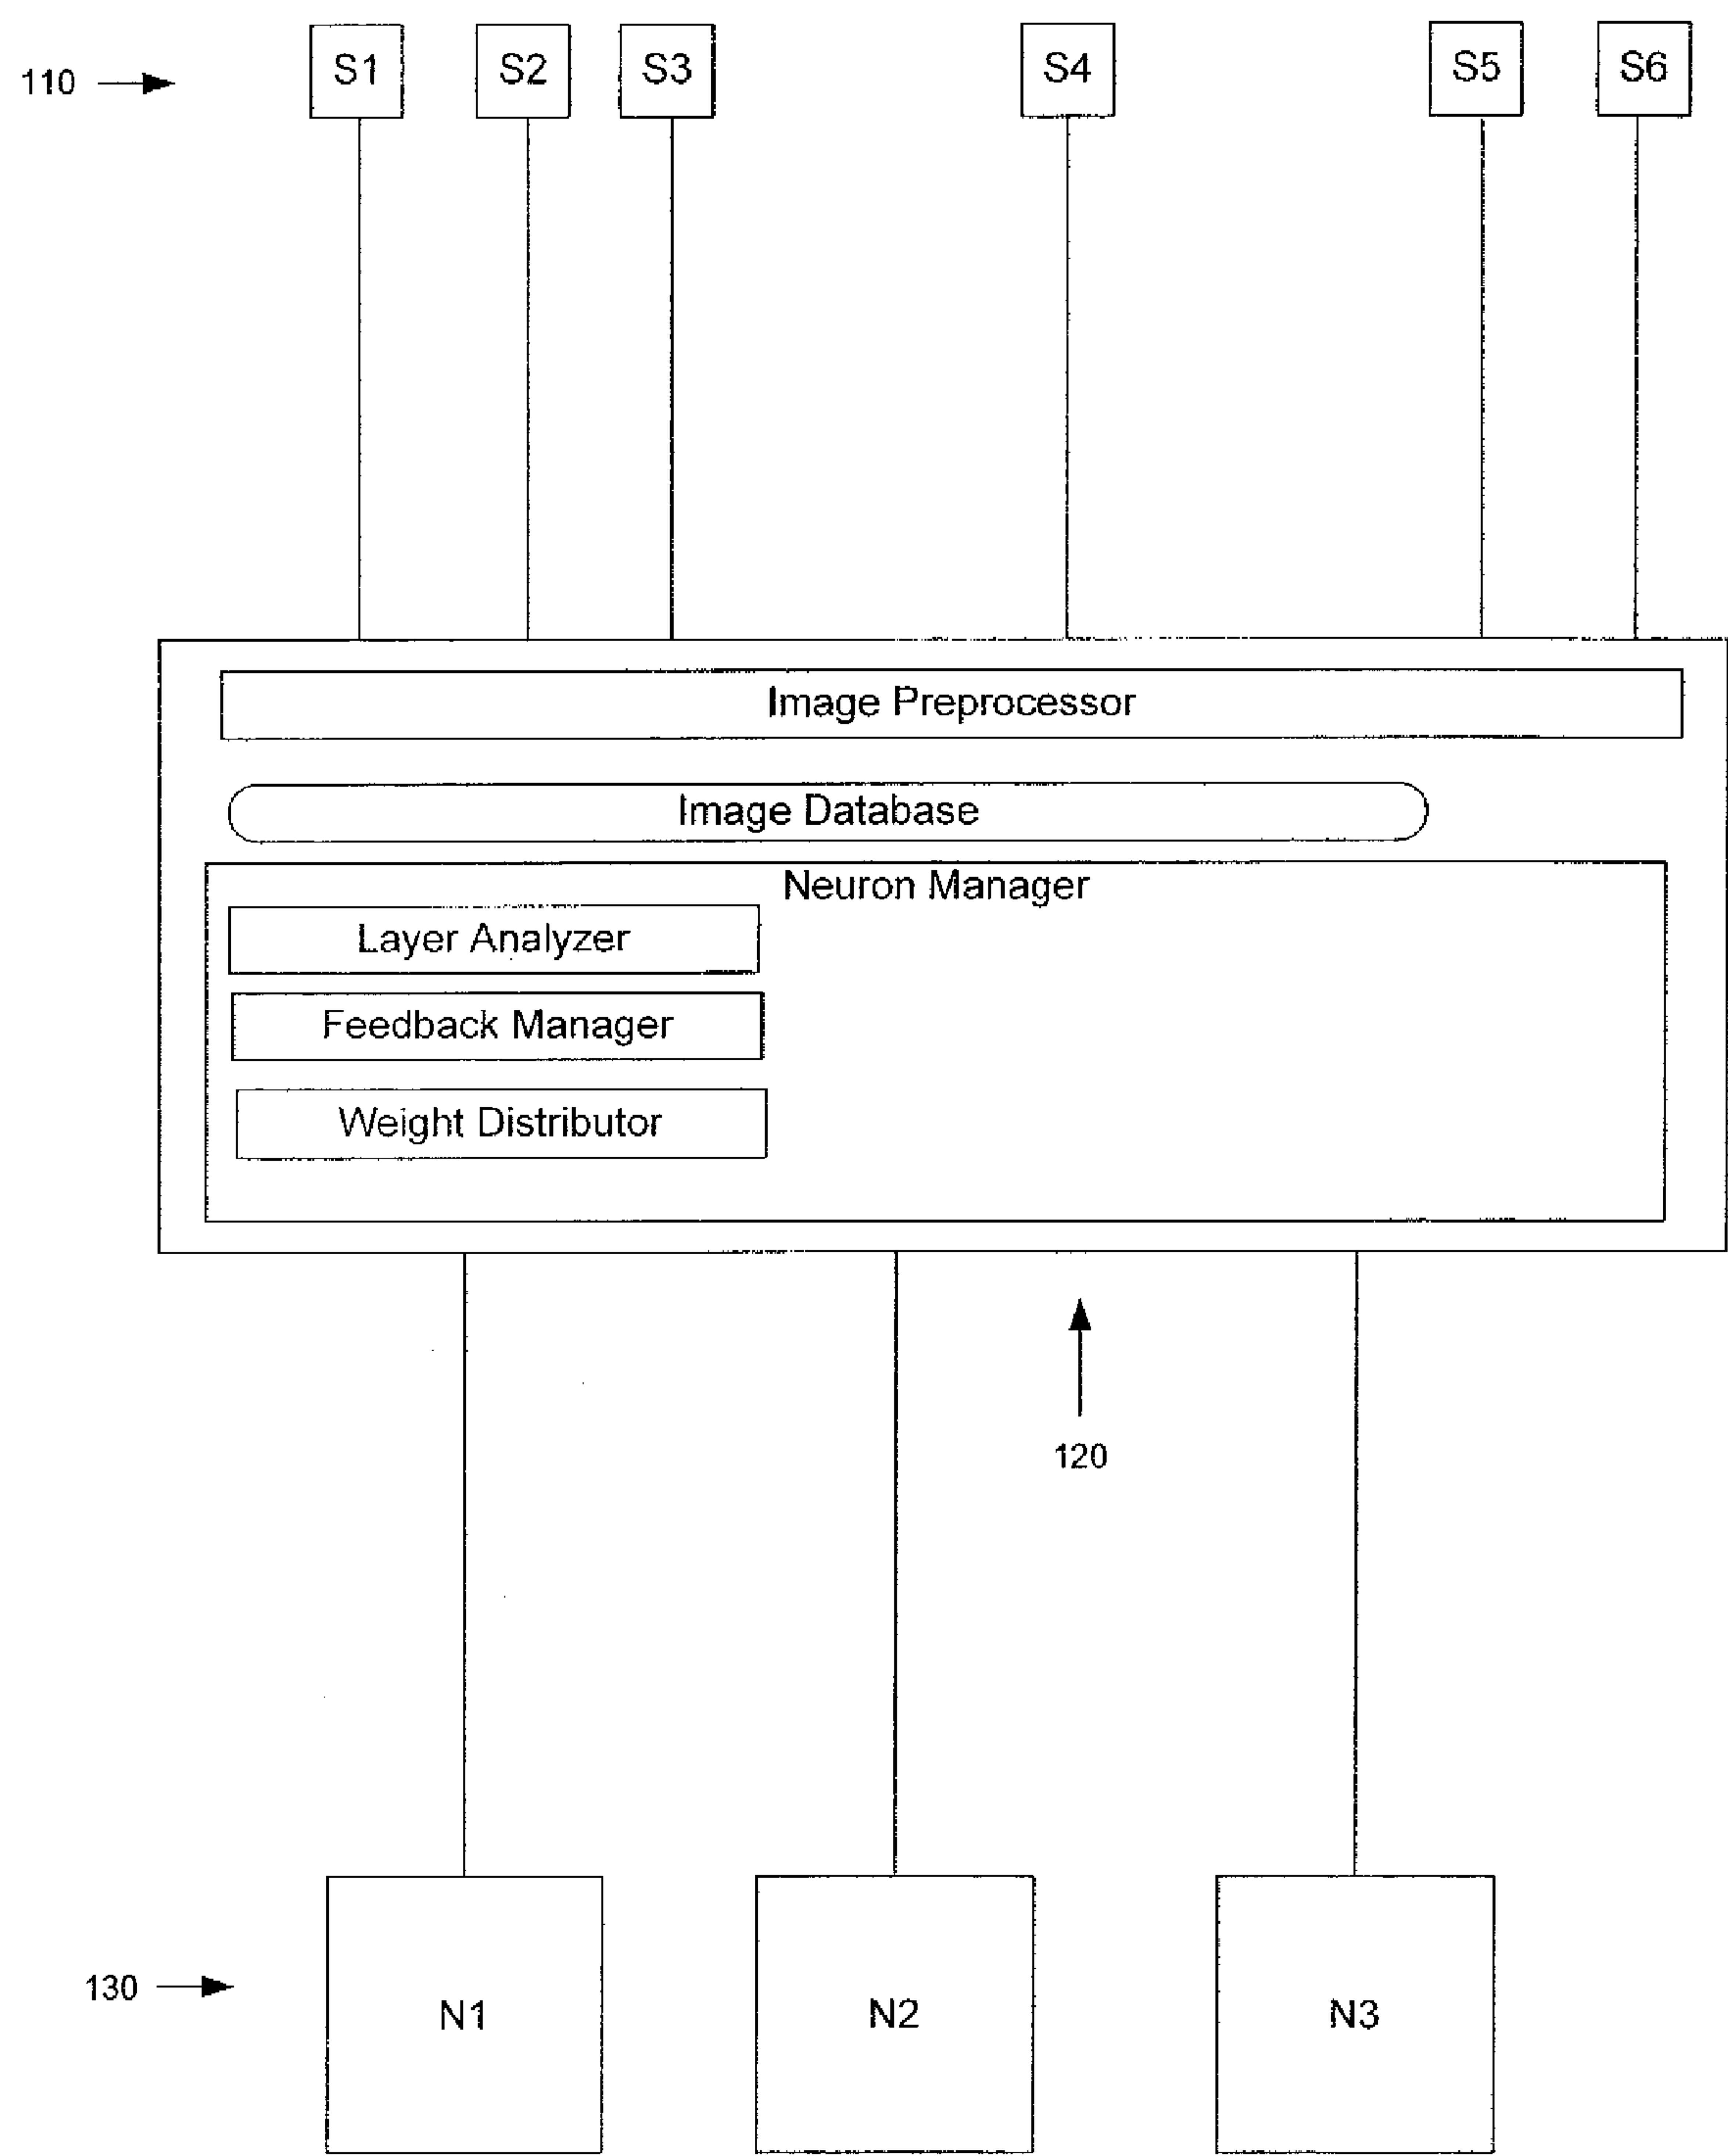 110
S1
S2
S3
S4
S5
S6
Image Preprocessor
Image Database
Neuron Manager
Layer Analyzer
Feedback Manager
Weight Distributor
120
130
N1
N2
N3